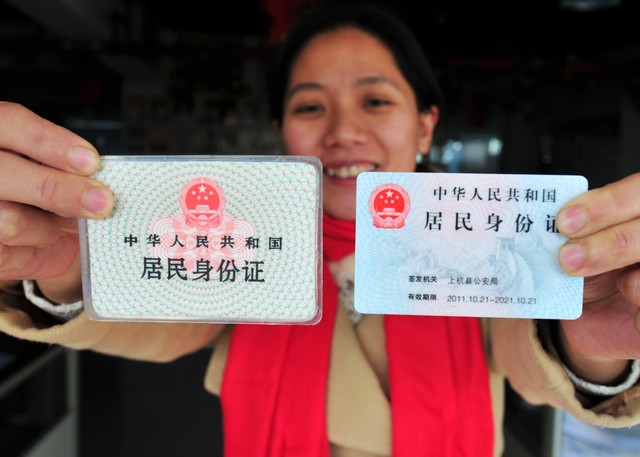 中华人民共和国
居民身份证
中华人民共和国
居民身份证
签发机关 上杭县公安局
有效期限 2011.10.21-2021.10.21